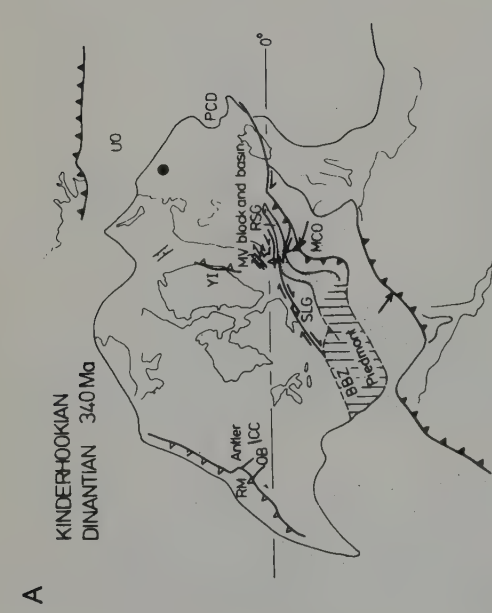 A
KINDERHOOKIAN
DINANTIAN 340 Ma
UO
PCD
0°
H
YI
MV block and basin
RSG
MCO
SLG
BBZ
Piedmont
Antler
RM
CC
OB